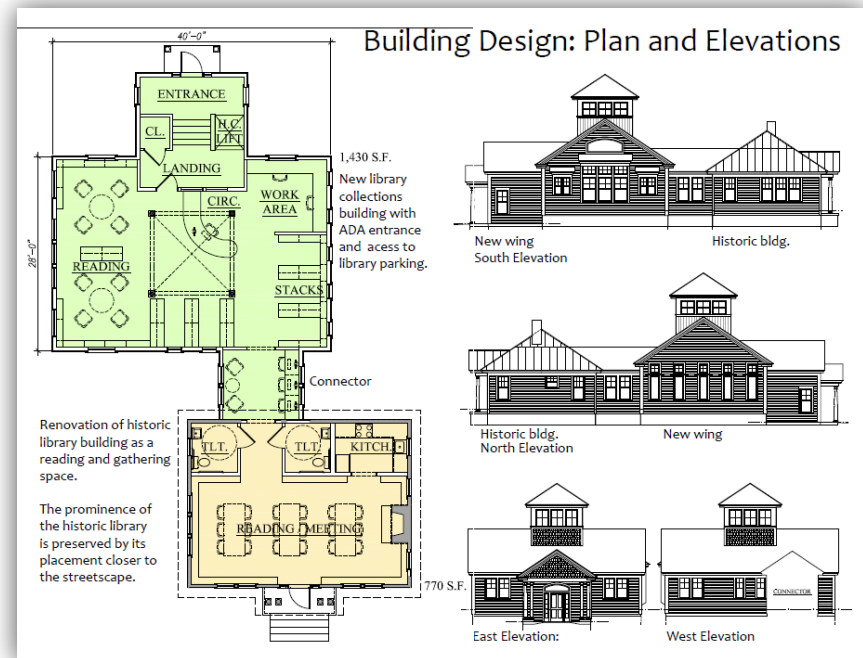 Building Design: Plan and Elevations
40'-0"
ENTRANCE
CL.
H.C.
LIFT
LANDING
1,430 S.F.
New library
collections
building with
ADA entrance
and acess to
library parking.
CIRC.
WORK
AREA
28'-0"
READING
STACKS
Connector
Renovation of historic
library building as a
reading and gathering
space.
The prominence of
the historic library
is preserved by its
placement closer to
the streetscape.
TLT.
TLT.
KITCH.
READING / MEETING
770 S.F.
New wing
South Elevation
Historic bldg.
Historic bldg.
North Elevation
New wing
East Elevation:
CONNECTOR
West Elevation